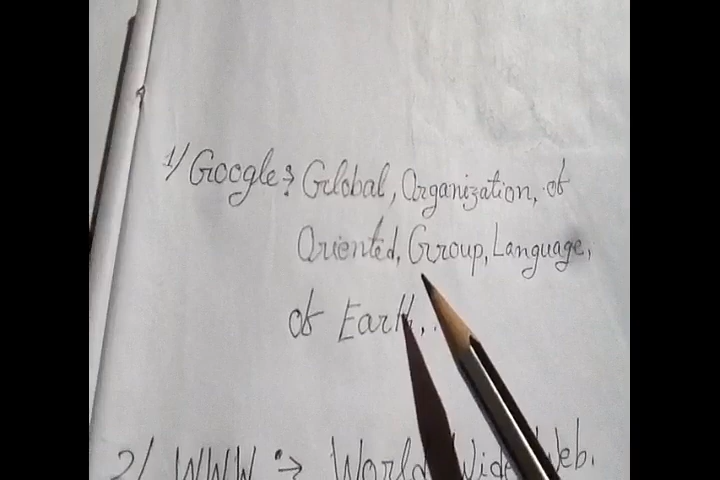 1/ Google → Global, Organization, of
Oriented, Group, Language,
of Earth..
2/ WWW → World Wide Web.